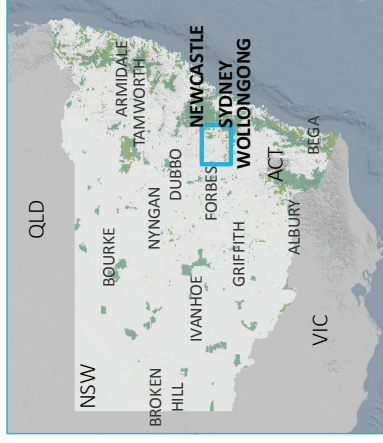 QLD
NSW
BOURKE
ARMIDALE
TAMWORTH
NYNGAN
DUBBO
BROKEN
HILL
IVANHOE
FORBES
NEWCASTLE
SYDNEY
WOLLONGONG
GRIFFITH
ACT
ALBURY
BEGA
VIC